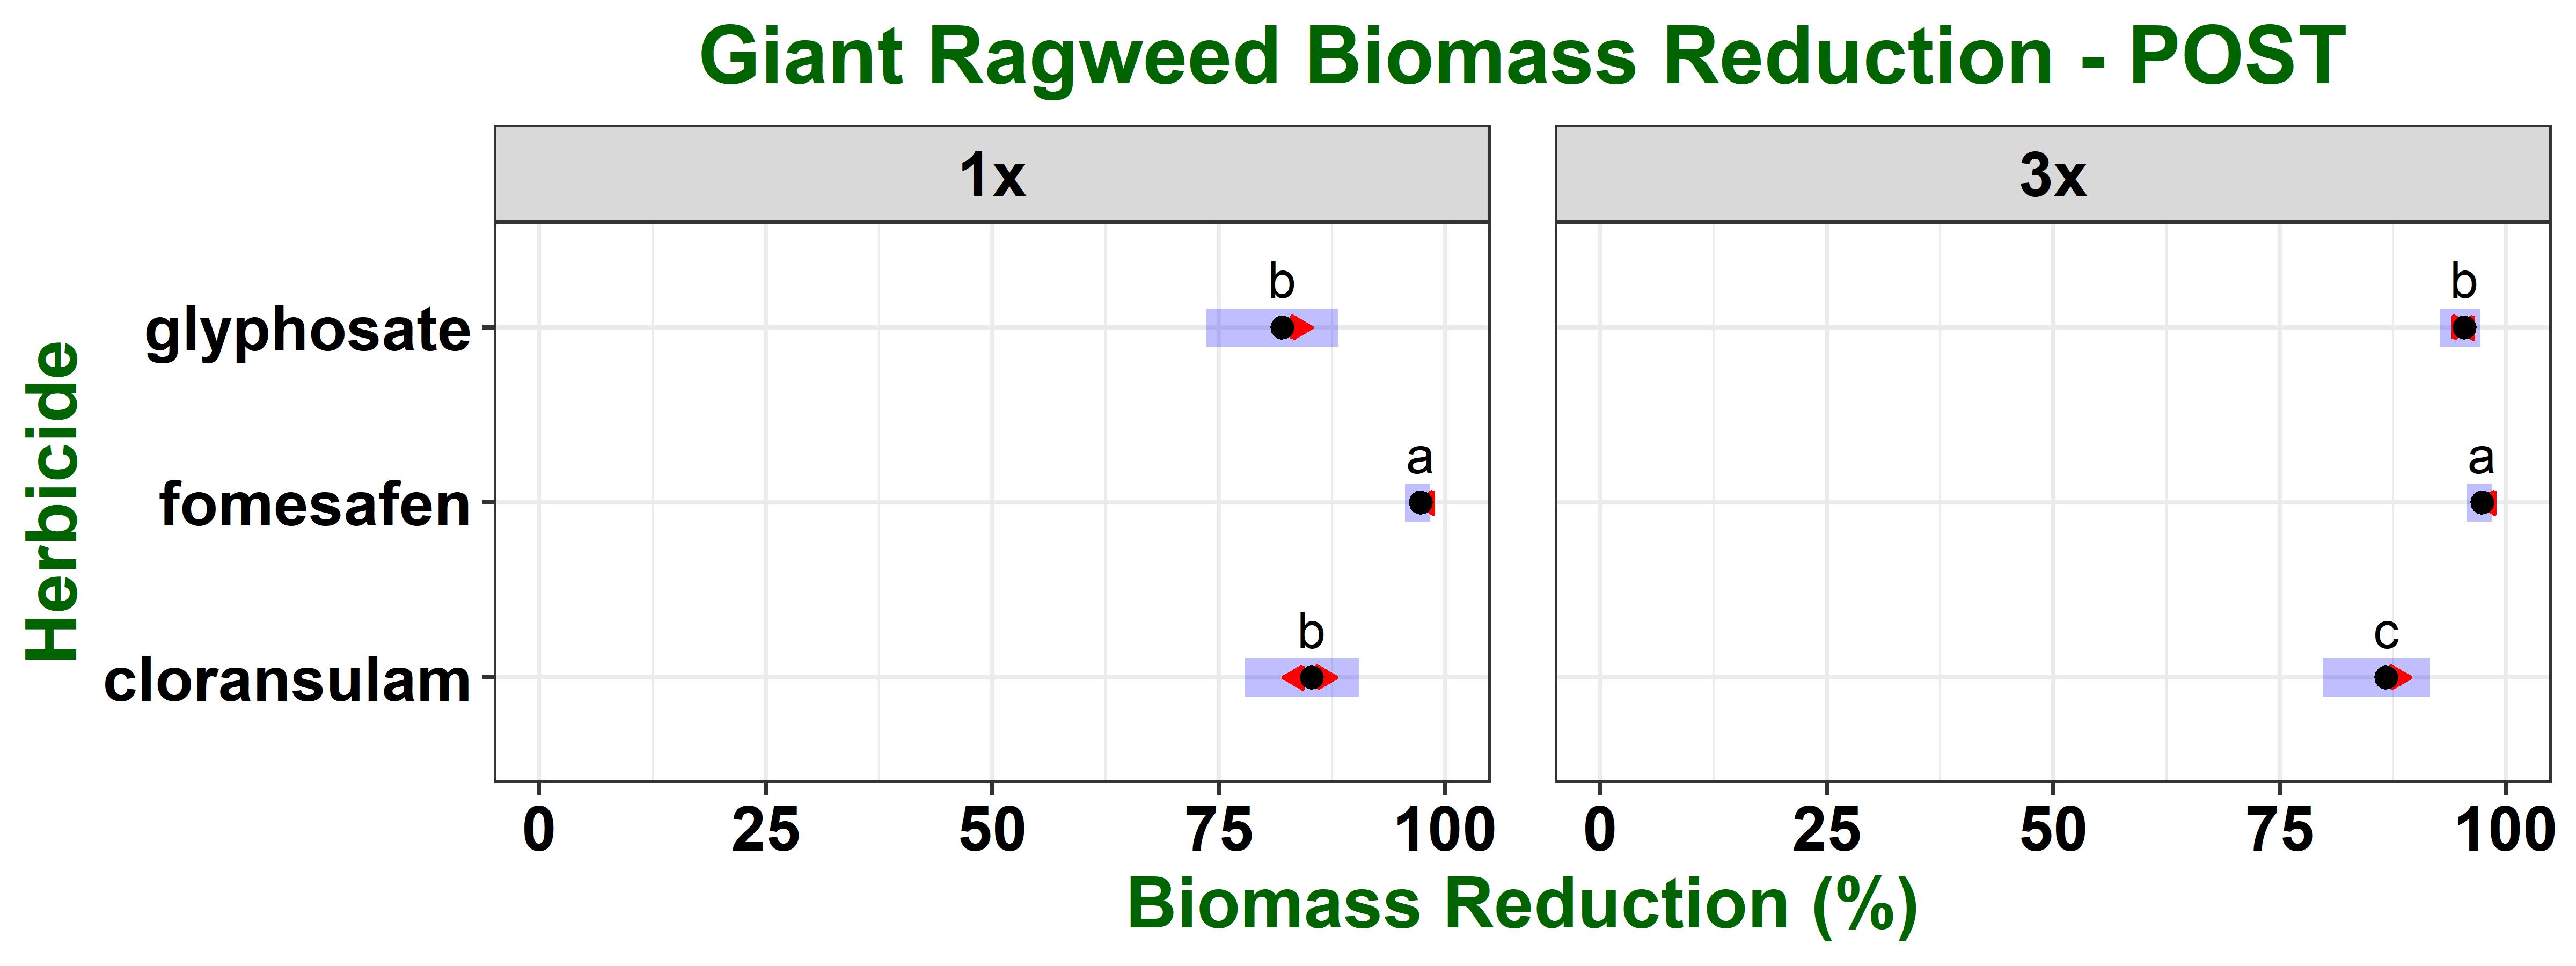 Giant Ragweed Biomass Reduction - POST
1x
3x
Herbicide
glyphosate
fomesafen
cloransulam
b
a
b
b
a
c
0 25 50 75 100
0 25 50 75 100
Biomass Reduction (%)